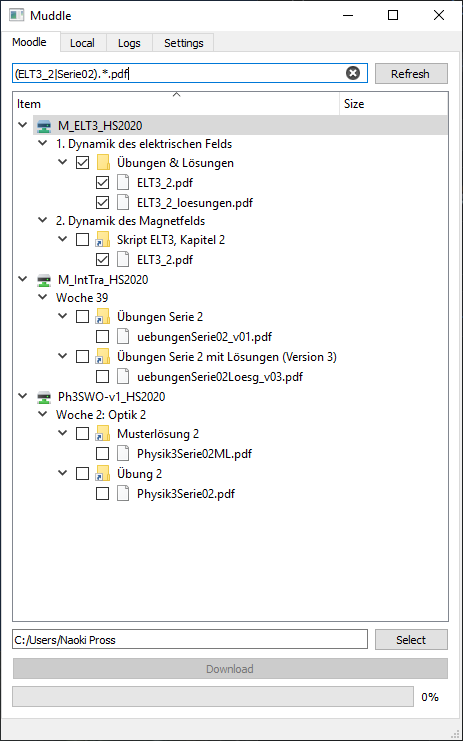 Muddle
Moodle Local Logs Settings
(ELT3_2|Serie02).*.pdf Refresh
Item Size
M_ELT3_HS2020
1. Dynamik des elektrischen Felds
Übungen & Lösungen
ELT3_2.pdf
ELT3_2_loesungen.pdf
2. Dynamik des Magnetfelds
Skript ELT3, Kapitel 2
ELT3_2.pdf
M_IntTra_HS2020
Woche 39
Übungen Serie 2
uebungenSerie02_v01.pdf
Übungen Serie 2 mit Lösungen (Version 3)
uebungenSerie02Loesg_v03.pdf
Ph3SWO-v1_HS2020
Woche 2: Optik 2
Musterlösung 2
Physik3Serie02ML.pdf
Übung 2
Physik3Serie02.pdf
C:/Users/Naoki Pross Select
Download
0%